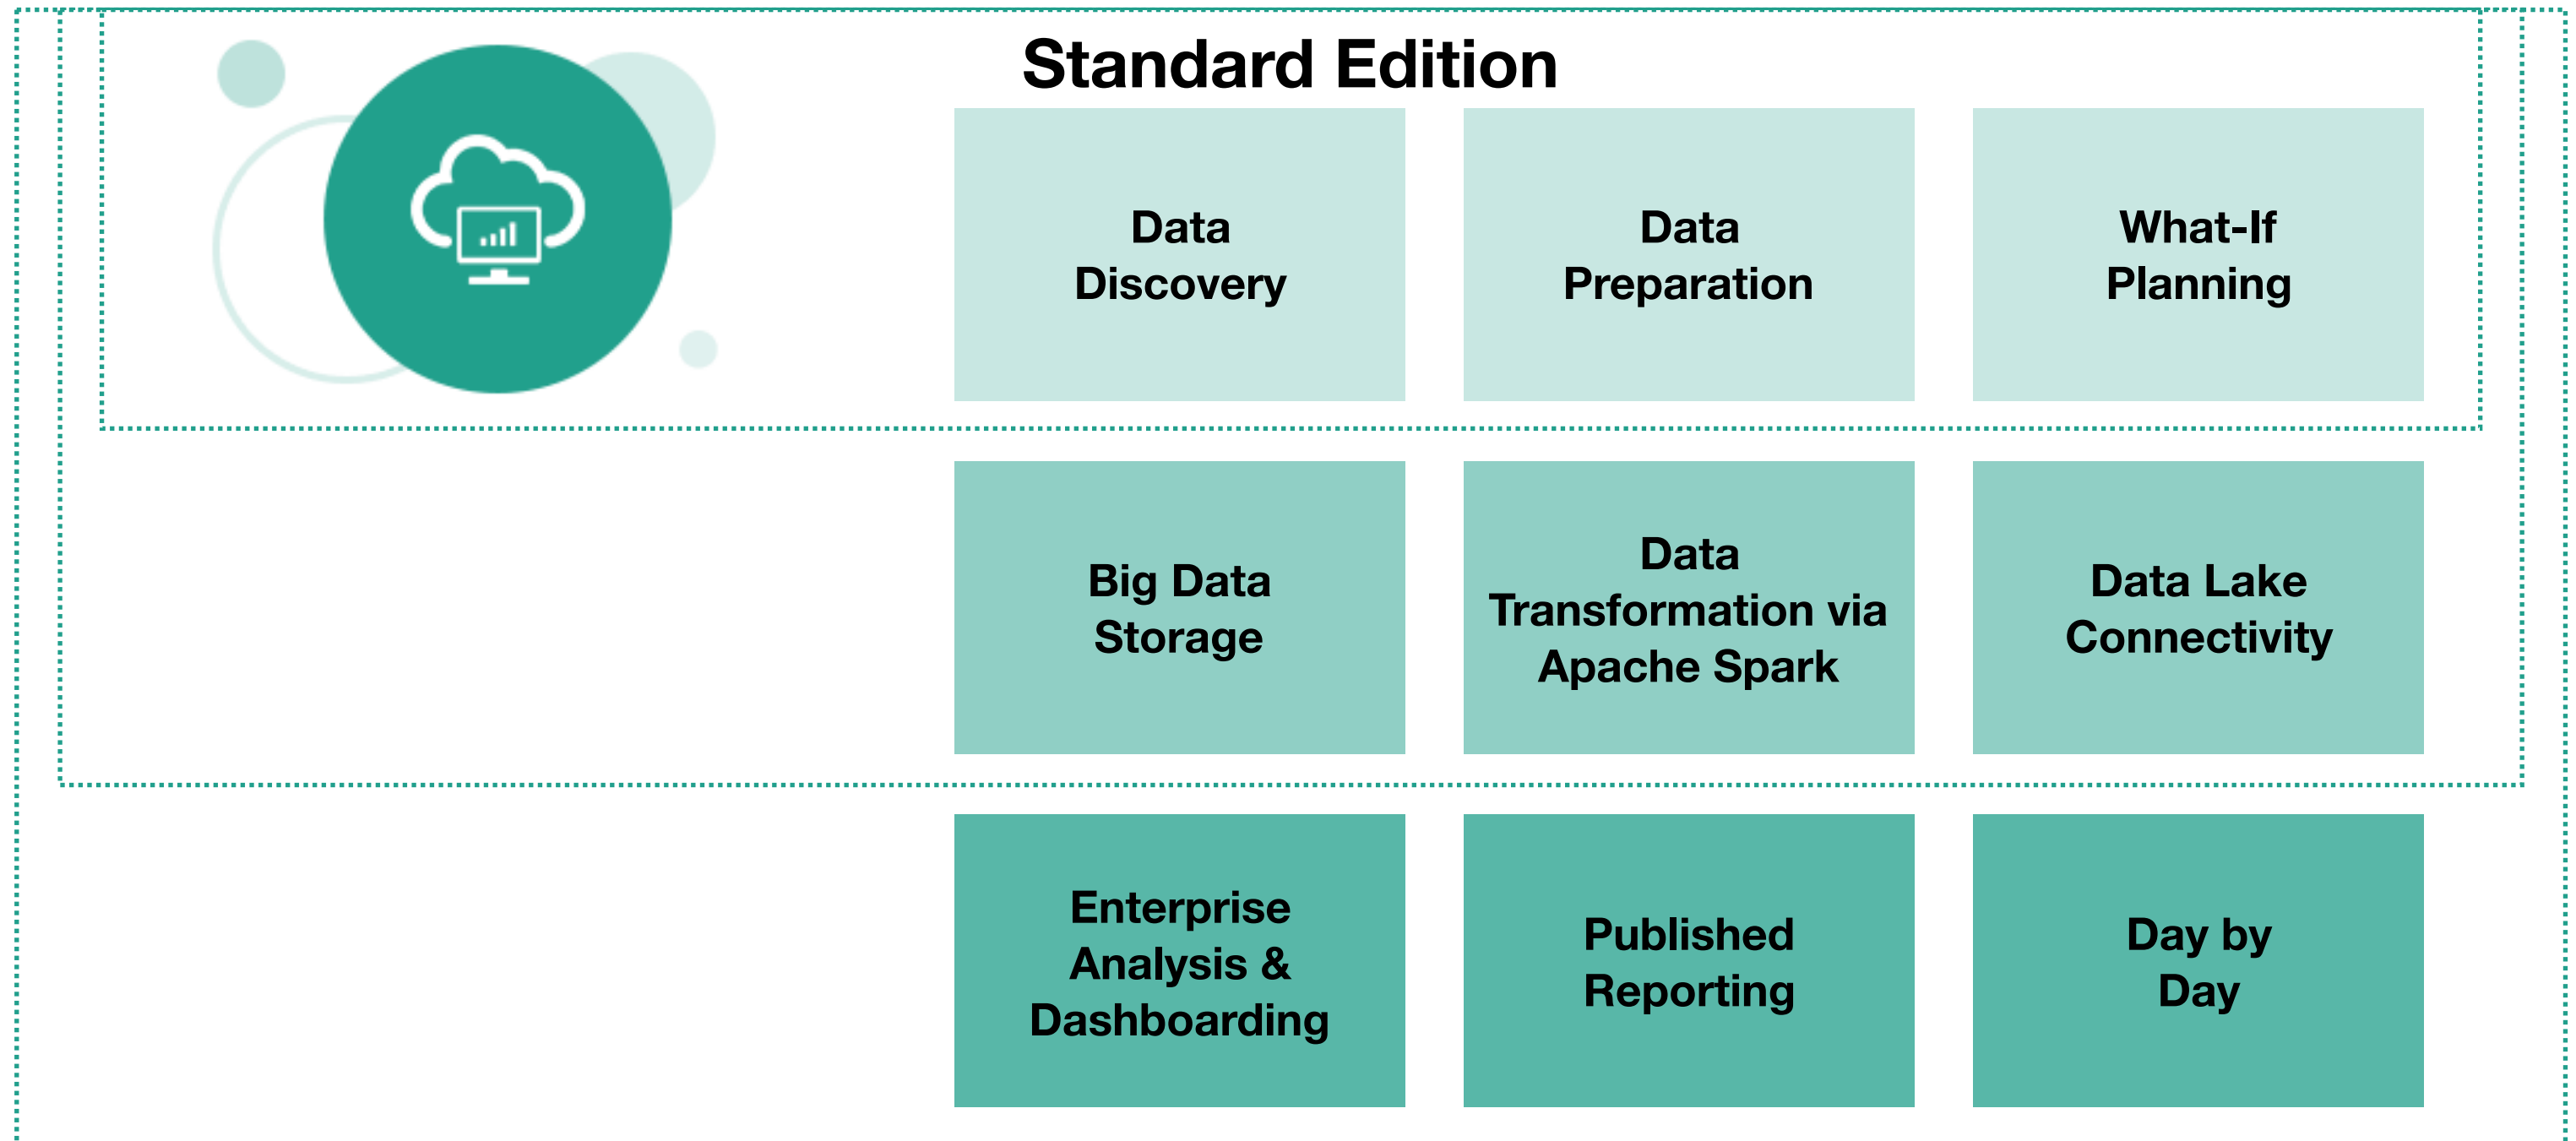 Standard Edition
Data
Discovery
Data
Preparation
What-If
Planning
Big Data
Storage
Data
Transformation via
Apache Spark
Data Lake
Connectivity
Enterprise
Analysis &
Dashboarding
Published
Reporting
Day by
Day